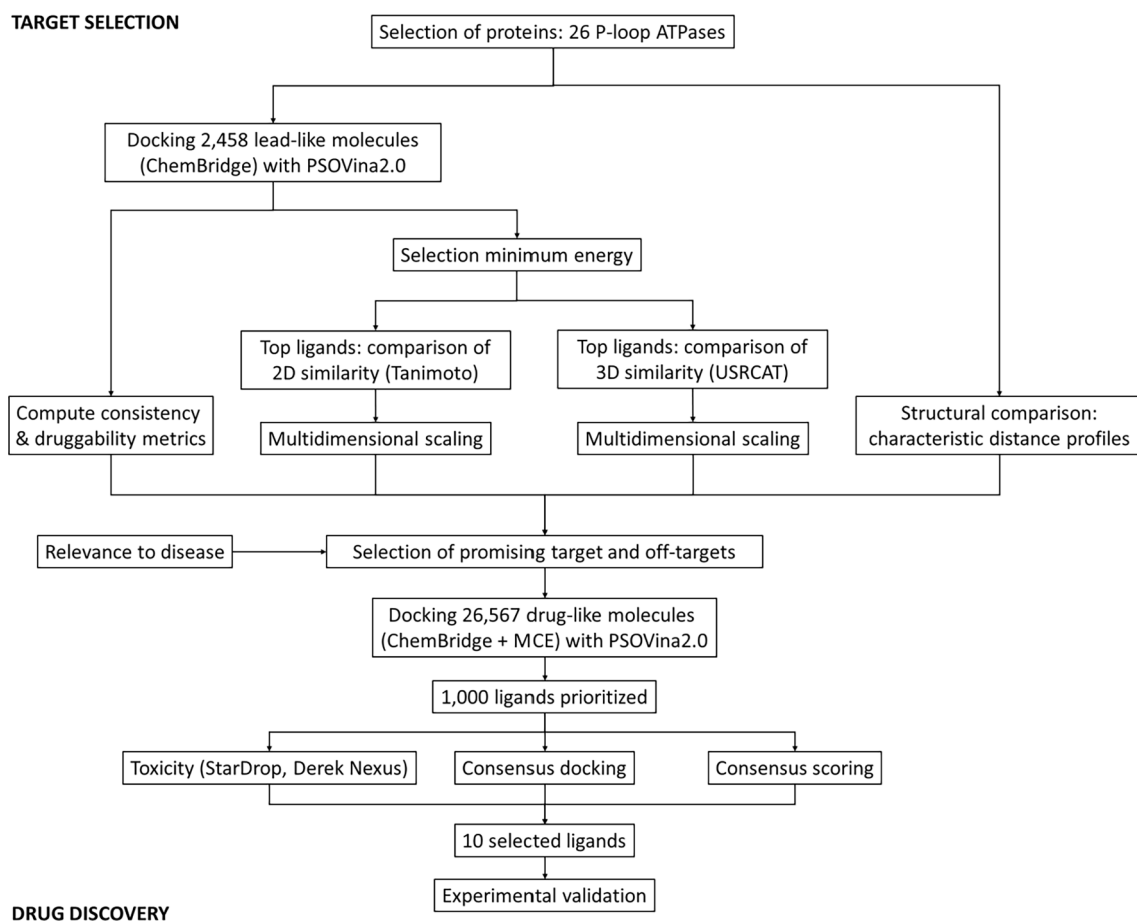 TARGET SELECTION
Selection of proteins: 26 P-loop ATPases
Docking 2,458 lead-like molecules
(ChemBridge) with PSOVina2.0
Selection minimum energy
Top ligands: comparison of
2D similarity (Tanimoto)
Top ligands: comparison of
3D similarity (USRCAT)
Compute consistency
& druggability metrics
Multidimensional scaling
Multidimensional scaling
Structural comparison:
characteristic distance profiles
Relevance to disease
Selection of promising target and off-targets
Docking 26,567 drug-like molecules
(ChemBridge + MCE) with PSOVina2.0
1,000 ligands prioritized
Toxicity (StarDrop, Derek Nexus)
Consensus docking
Consensus scoring
10 selected ligands
Experimental validation
DRUG DISCOVERY